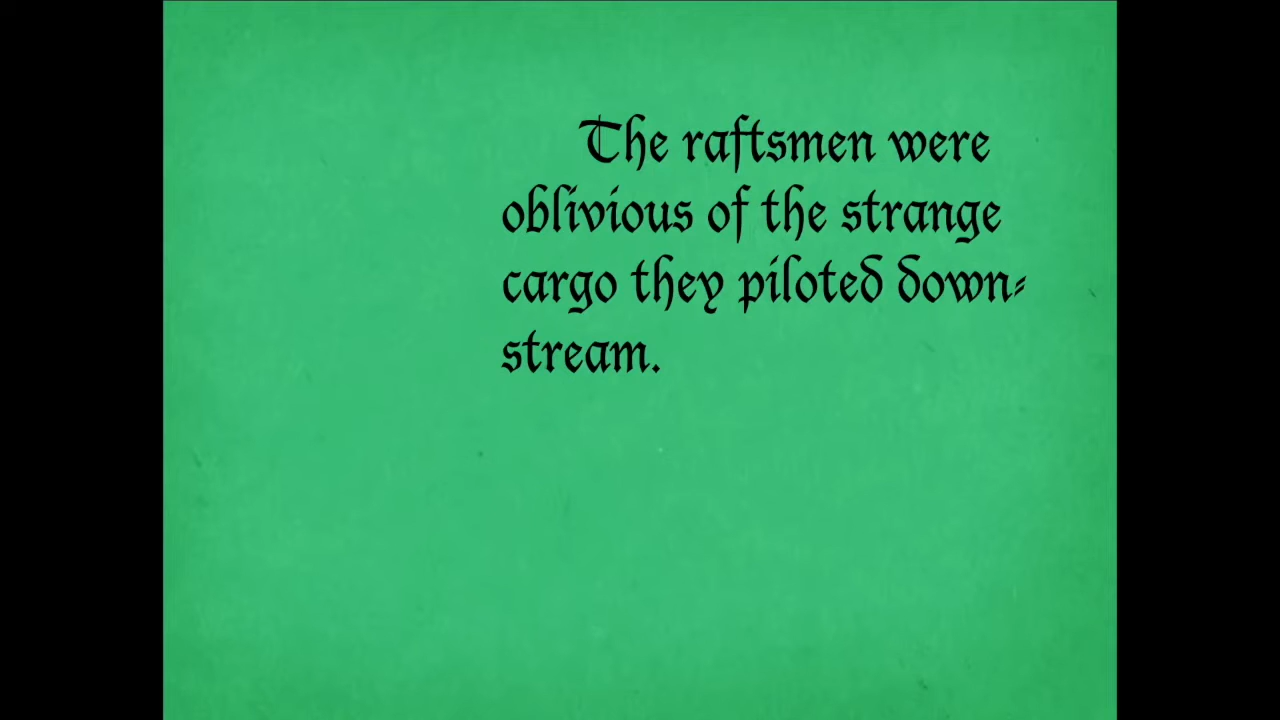 The raftsmen were
oblivious of the strange
cargo they piloted down-
stream.